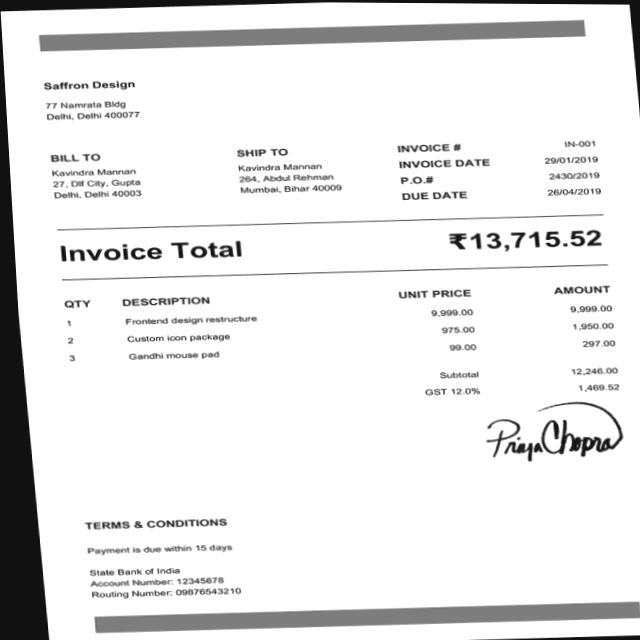 Saffron Design
77 Namrata Bldg
Delhi, Delhi 400077
BILL TO
Kavindra Mannan
27, Dlf City, Gupta
Delhi, Delhi 40003
SHIP TO
Kavindra Mannan
264, Abdul Rehman
Mumbai, Bihar 40009
INVOICE # IN-001
INVOICE DATE 29/01/2019
P.O.# 2430/2019
DUE DATE 26/04/2019
Invoice Total ₹13,715.52
QTY DESCRIPTION UNIT PRICE AMOUNT
1 Frontend design restructure 9,999.00 9,999.00
2 Custom icon package 975.00 1,950.00
3 Gandhi mouse pad 99.00 297.00
Subtotal 12,246.00
GST 12.0% 1,469.52
Priya Chopra
TERMS & CONDITIONS
Payment is due within 15 days
State Bank of India
Account Number: 12345678
Routing Number: 09876543210